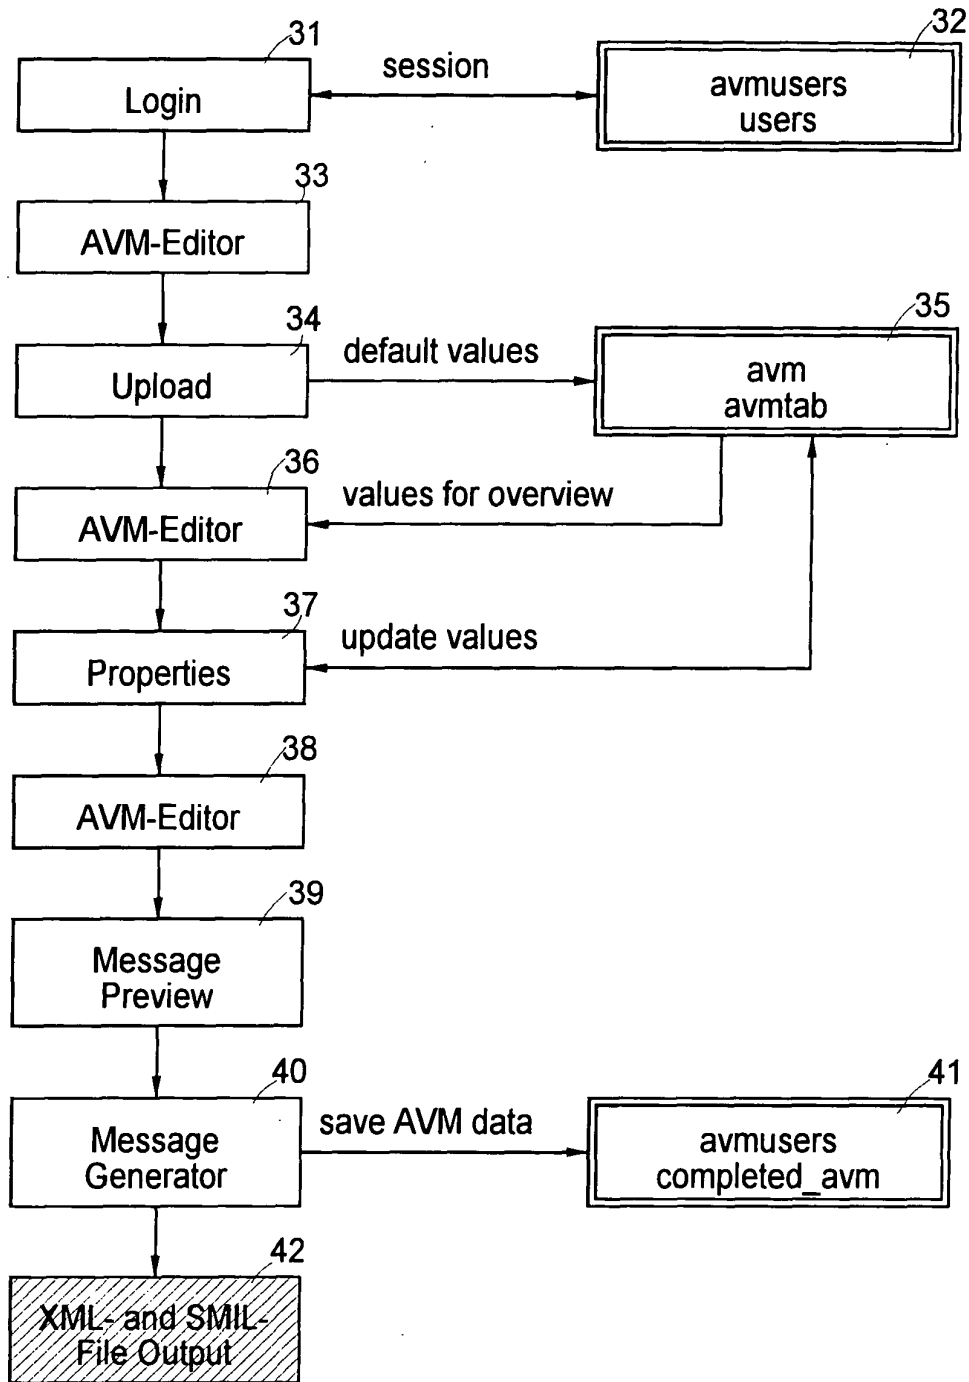 31
32
Login
session
avmusers
users
33
AVM-Editor
34
35
Upload
default values
avm
avmtab
36
AVM-Editor
values for overview
37
Properties
update values
38
AVM-Editor
39
Message
Preview
40
41
Message
Generator
save AVM data
avmusers
completed_avm
42
XML- and SMIL-
File Output